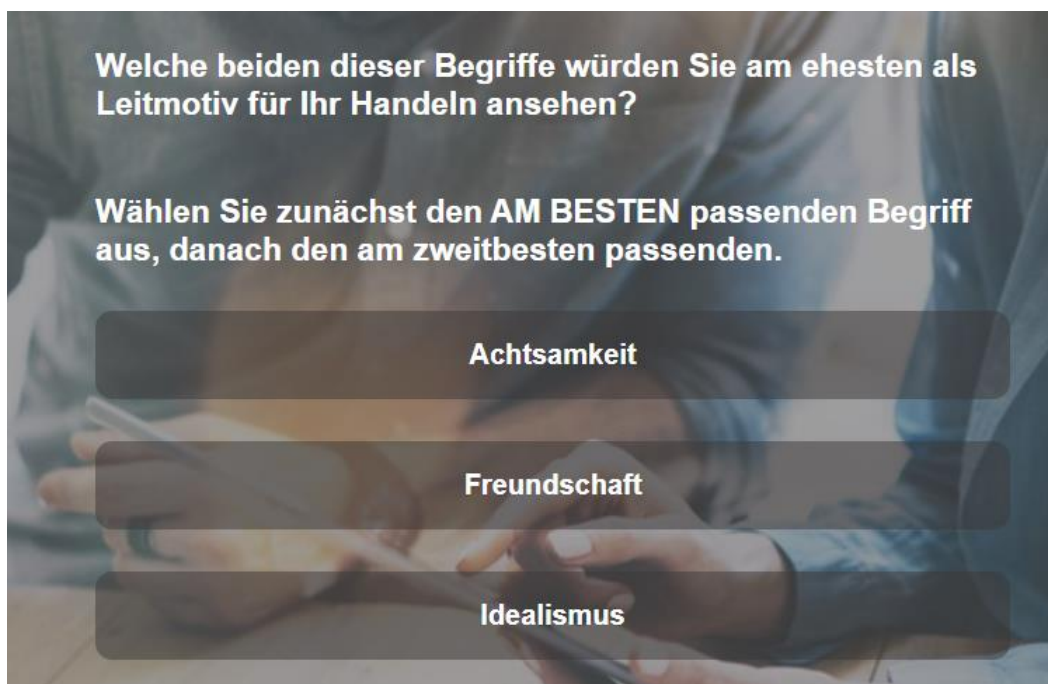 Welche beiden dieser Begriffe würden Sie am ehesten als
Leitmotiv für Ihr Handeln ansehen?
Wählen Sie zunächst den AM BESTEN passenden Begriff
aus, danach den am zweitbesten passenden.
Achtsamkeit
Freundschaft
Idealismus